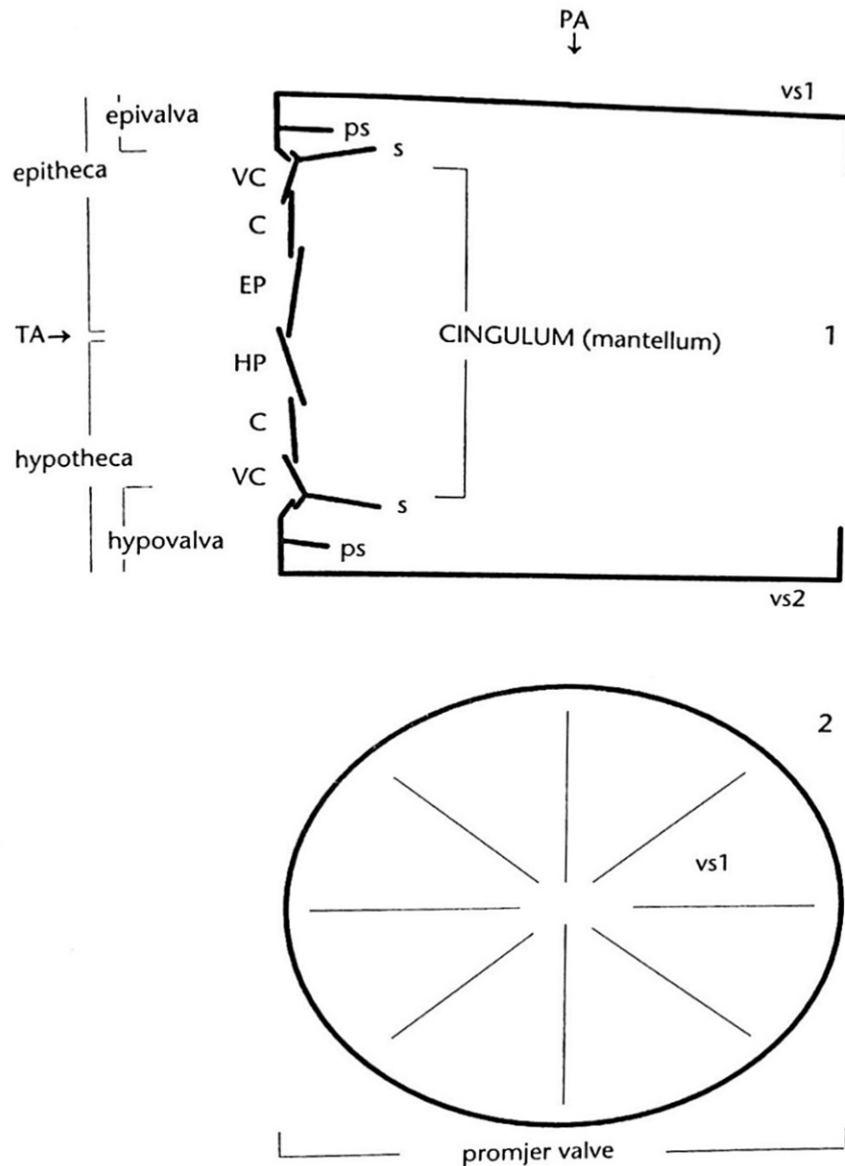 PA
↓
vs1
epivalva
ps
s
epitheca
VC
C
EP
TA→
CINGULUM (mantellum)
1
HP
C
hypotheca
VC
s
hypovalva
ps
vs2
2
vs1
promjer valve